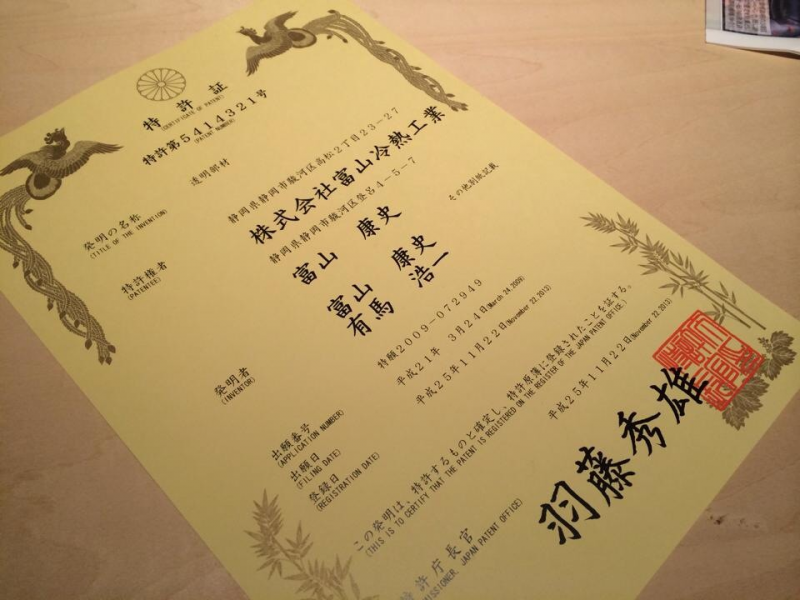 特許証
(CERTIFICATE OF PATENT)
特許第5414321号
(PATENT NUMBER)
発明の名称
(TITLE OF THE INVENTION)
透明部材
特許権者
(PATENTEE)
静岡県静岡市駿河区高松2丁目23-27
株式会社富山冷熱工業
静岡県静岡市駿河区登呂4-5-7
富山 康史
その他別紙記載
発明者
(INVENTOR)
富山 康史
有馬 浩一
出願番号
(APPLICATION NUMBER)
特願2009-072949
出願日
(FILING DATE)
平成21年 3月24日(March 24,2009)
登録日
(REGISTRATION DATE)
平成25年11月22日(November 22,2013)
この発明は、特許するものと確定し、特許原簿に登録されたことを証する。
(THIS IS TO CERTIFY THAT THE PATENT IS REGISTERED ON THE REGISTER OF THE JAPAN PATENT OFFICE.)
平成25年11月22日(November 22,2013)
特許庁長官
JAPAN PATENT OFFICE)
羽藤秀雄